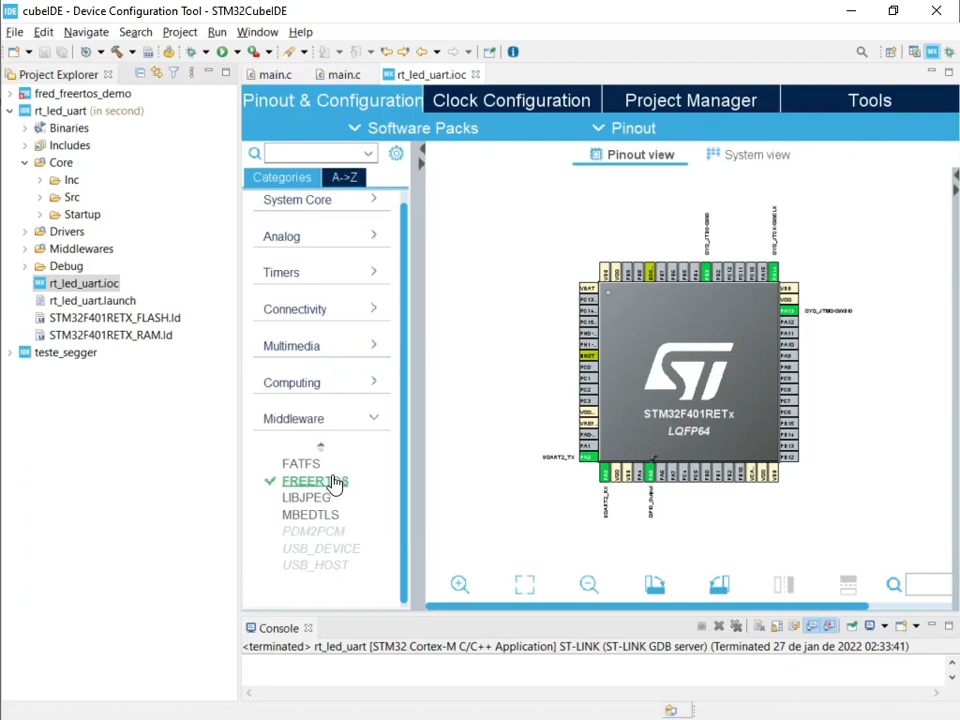 cubeIDE - Device Configuration Tool - STM32CubeIDE
File Edit Navigate Search Project Run Window Help
Project Explorer
fred_freertos_demo
rt_led_uart (in second)
Binaries
Includes
Core
Inc
Src
Startup
Drivers
Middlewares
Debug
rt_led_uart.ioc
rt_led_uart.launch
STM32F401RETX_FLASH.ld
STM32F401RETX_RAM.ld
teste_segger
main.c main.c rt_led_uart.ioc
Pinout & Configuration Clock Configuration Project Manager Tools
Software Packs Pinout
Categories A->Z
System Core
Analog
Timers
Connectivity
Multimedia
Computing
Middleware
FATFS
FREERTOS
LIBJPEG
MBEDTLS
PDM2PCM
USB_DEVICE
USB_HOST
Pinout view System view
STM32F401RETx
LQFP64
USART2_TX
USART2_RX
GPIO_Output
Console
<terminated> rt_led_uart [STM32 Cortex-M C/C++ Application] ST-LINK (ST-LINK GDB server) (Terminated 27 de jan de 2022 02:33:41)